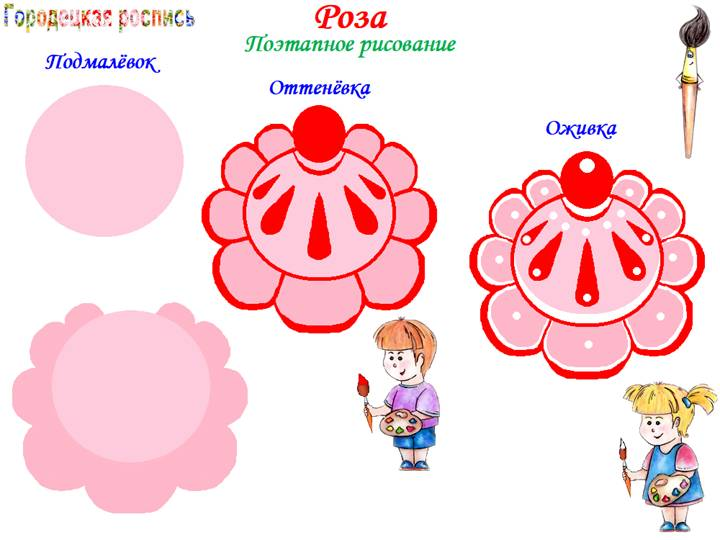 Городецкая роспись
Роза
Поэтапное рисование
Подмалёвок
Оттенёвка
Оживка